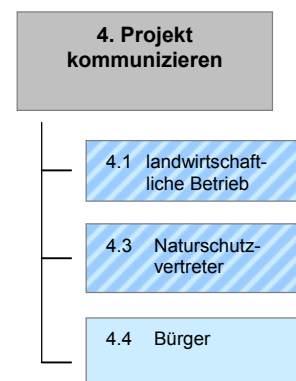 4. Projekt
kommunizieren
4.1 landwirtschaft-
liche Betrieb
4.3 Naturschutz-
vertreter
4.4 Bürger